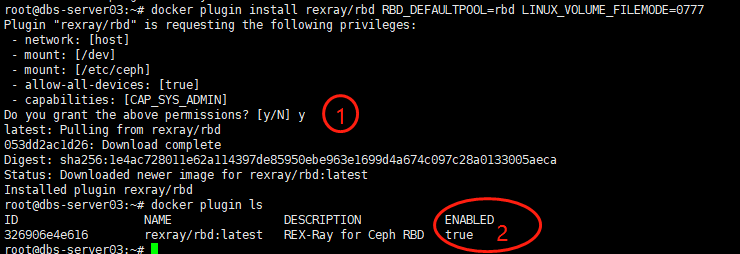 root@dbs-server03:~# docker plugin install rexray/rbd RBD_DEFAULTPOOL=rbd LINUX_VOLUME_FILEMODE=0777
Plugin "rexray/rbd" is requesting the following privileges:
 - network: [host]
 - mount: [/dev]
 - mount: [/etc/ceph]
 - allow-all-devices: [true]
 - capabilities: [CAP_SYS_ADMIN]
Do you grant the above permissions? [y/N] y 1
latest: Pulling from rexray/rbd
053dd2ac1d26: Download complete
Digest: sha256:1e4ac728011e62a114397de85950ebe963e1699d4a674c097c28a0133005aeca
Status: Downloaded newer image for rexray/rbd:latest
Installed plugin rexray/rbd
root@dbs-server03:~# docker plugin ls
ID NAME DESCRIPTION ENABLED
326906e4e616 rexray/rbd:latest REX-Ray for Ceph RBD true 2
root@dbs-server03:~#